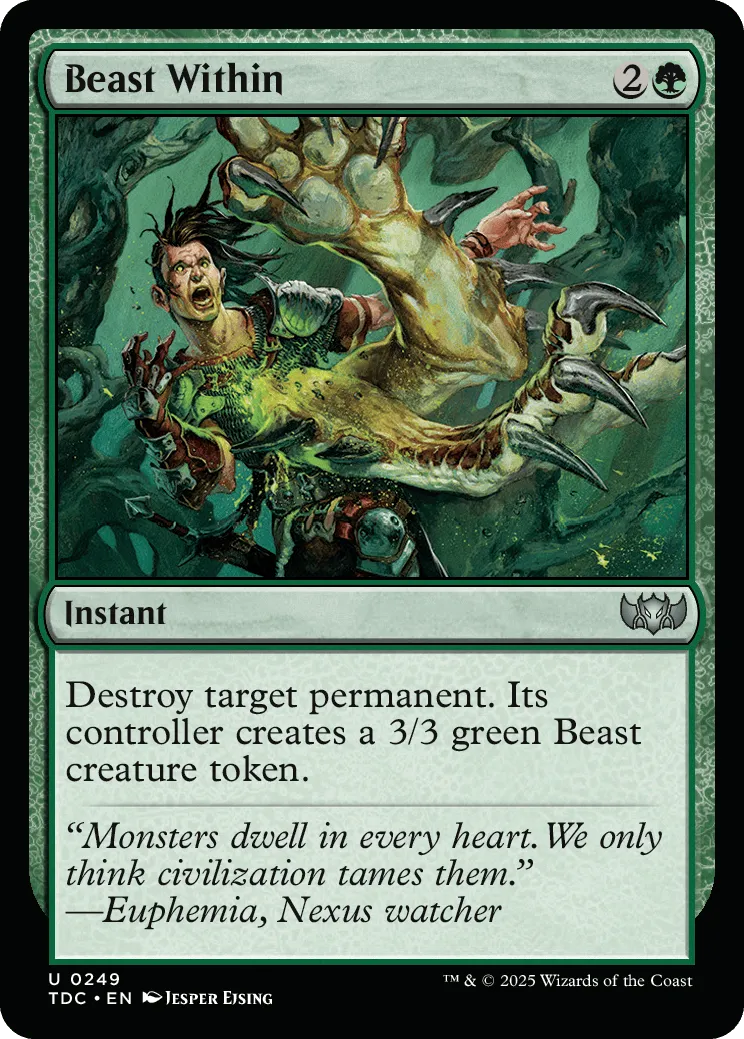 Beast Within
2
Instant
Destroy target permanent. Its
controller creates a 3/3 green Beast
creature token.
“Monsters dwell in every heart. We only
think civilization tames them.”
—Euphemia, Nexus watcher
U 0249
TDC • EN Jesper Ejsing
™ & © 2025 Wizards of the Coast